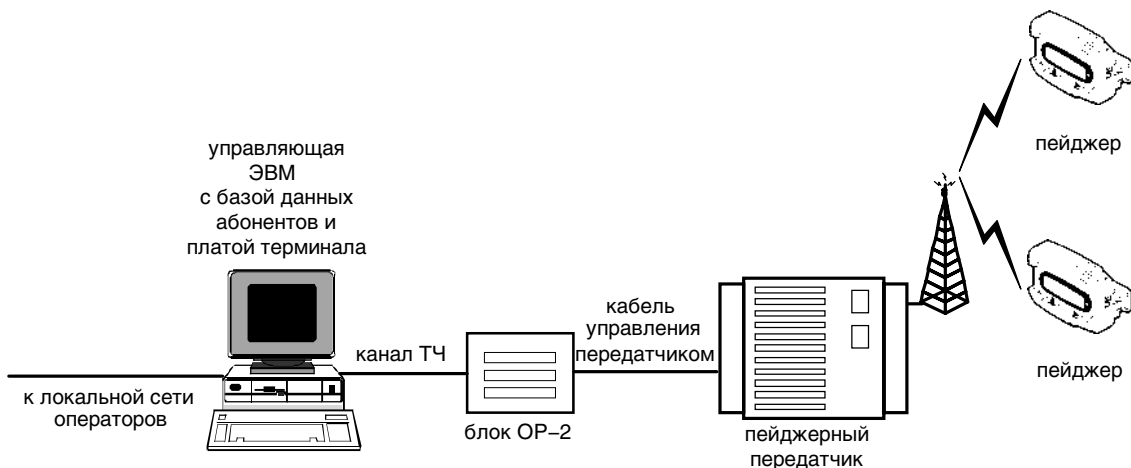 пейджер
управляющая
ЭВМ
с базой данных
абонентов и
платой терминала
кабель
управления
передатчиком
канал ТЧ
пейджер
к локальной сети
операторов
блок ОР–2
пейджерный
передатчик